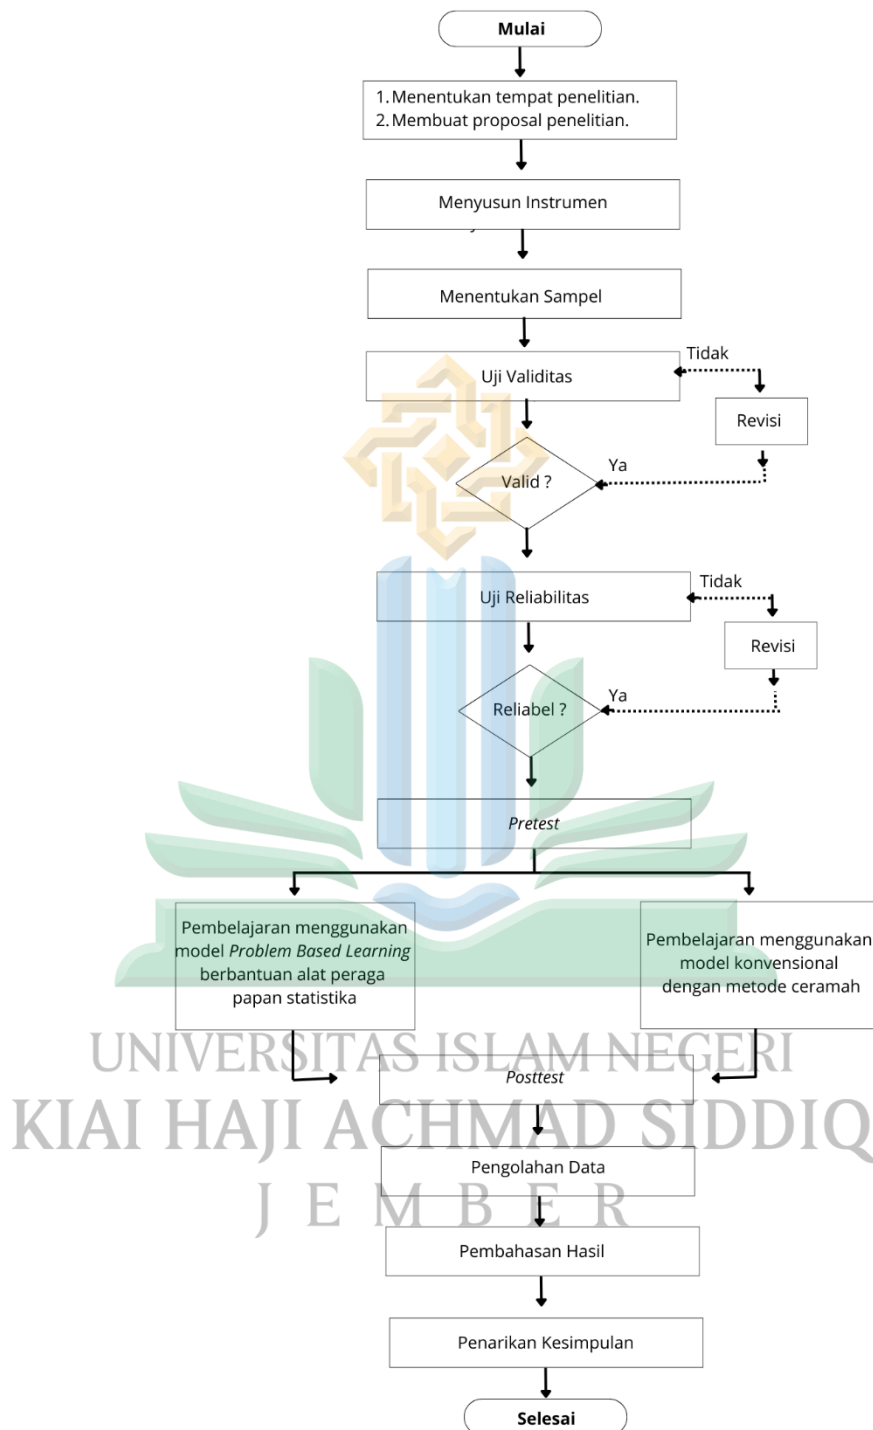 Mulai
1. Menentukan tempat penelitian.
2. Membuat proposal penelitian.
Menyusun Instrumen
Menentukan Sampel
Uji Validitas
Tidak
Revisi
Valid ?
Ya
Uji Reliabilitas
Tidak
Revisi
Reliabel ?
Ya
Pretest
Pembelajaran menggunakan
model Problem Based Learning
berbantuan alat peraga
papan statistika
Pembelajaran menggunakan
model konvensional
dengan metode ceramah
UNIVERSITAS ISLAM NEGERI
Posttest
KIAI HAJI ACHMAD SIDDIQ
Pengolahan Data
JEMBER
Pembahasan Hasil
Penarikan Kesimpulan
Selesai